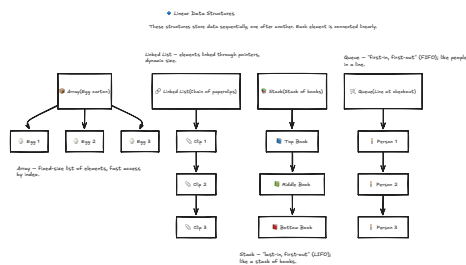 🔹 Linear Data Structures
These structures store data sequentially, one after another. Each element is connected linearly.
Linked List — elements linked through pointers,
dynamic size.
Queue — "First-in, first-out" (FIFO), like people
in a line.
📦 Array(Egg carton)
🔗 Linked List(Chain of paperclips)
📚 Stack(Stack of books)
🛒 Queue(Line at checkout)
🥚 Egg 1
🥚 Egg 2
🥚 Egg 3
📎 Clip 1
📘 Top Book
🧍 Person 1
Array — fixed-size list of elements, fast access
by index.
📎 Clip 2
📗 Middle Book
🧍 Person 2
📎 Clip 3
📕 Bottom Book
🧍 Person 3
Stack — "Last-in, first-out" (LIFO),
like a stack of books.